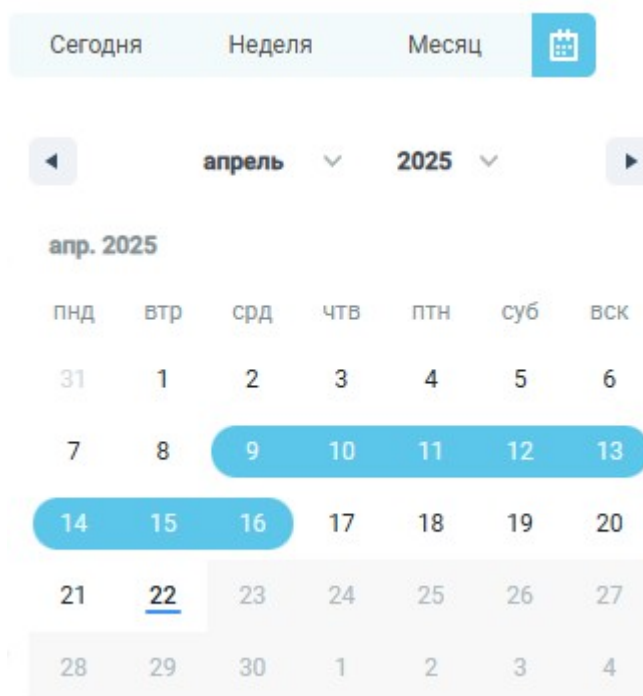 Сегодня Неделя Месяц
апрель 2025
апр. 2025
пнд втр срд чтв птн суб вск
31 1 2 3 4 5 6
7 8 9 10 11 12 13
14 15 16 17 18 19 20
21 22 23 24 25 26 27
28 29 30 1 2 3 4